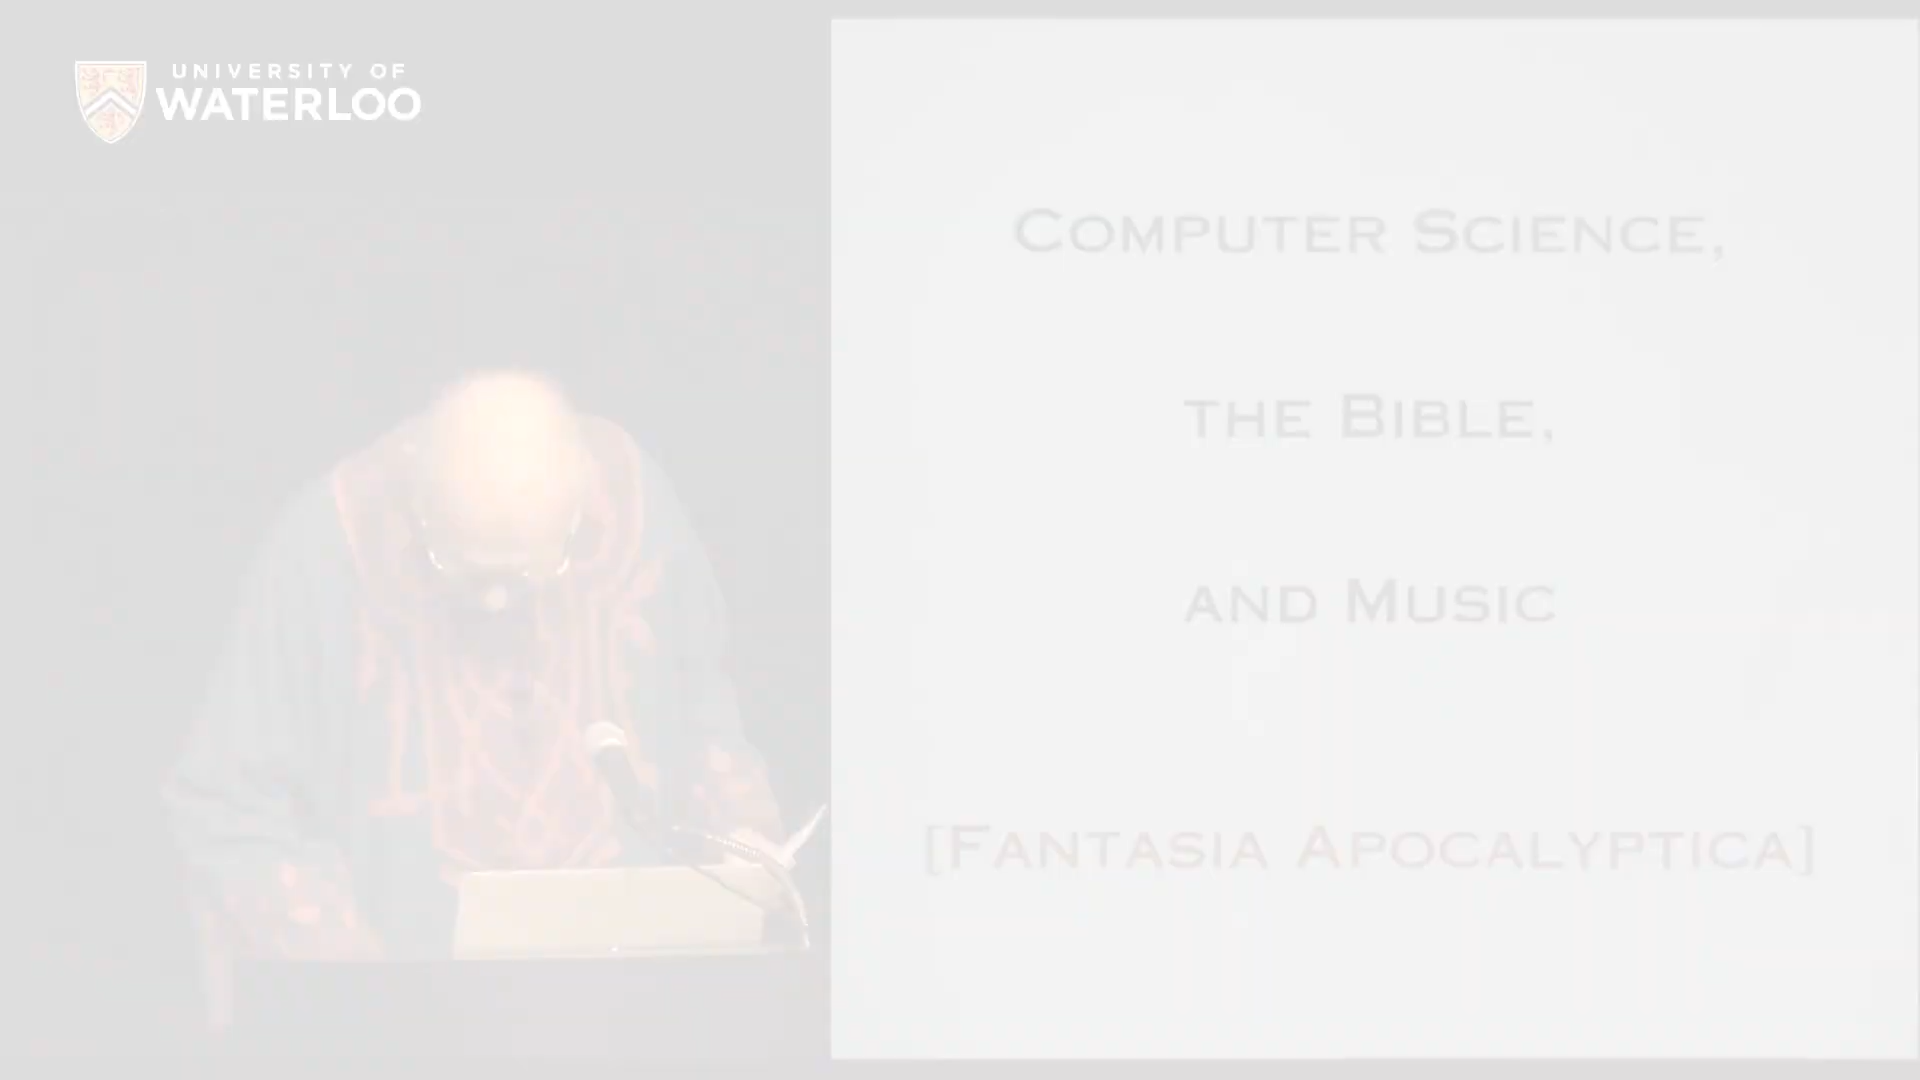 UNIVERSITY OF
WATERLOO
COMPUTER SCIENCE,
THE BIBLE,
AND MUSIC
[FANTASIA APOCALYPTICA]